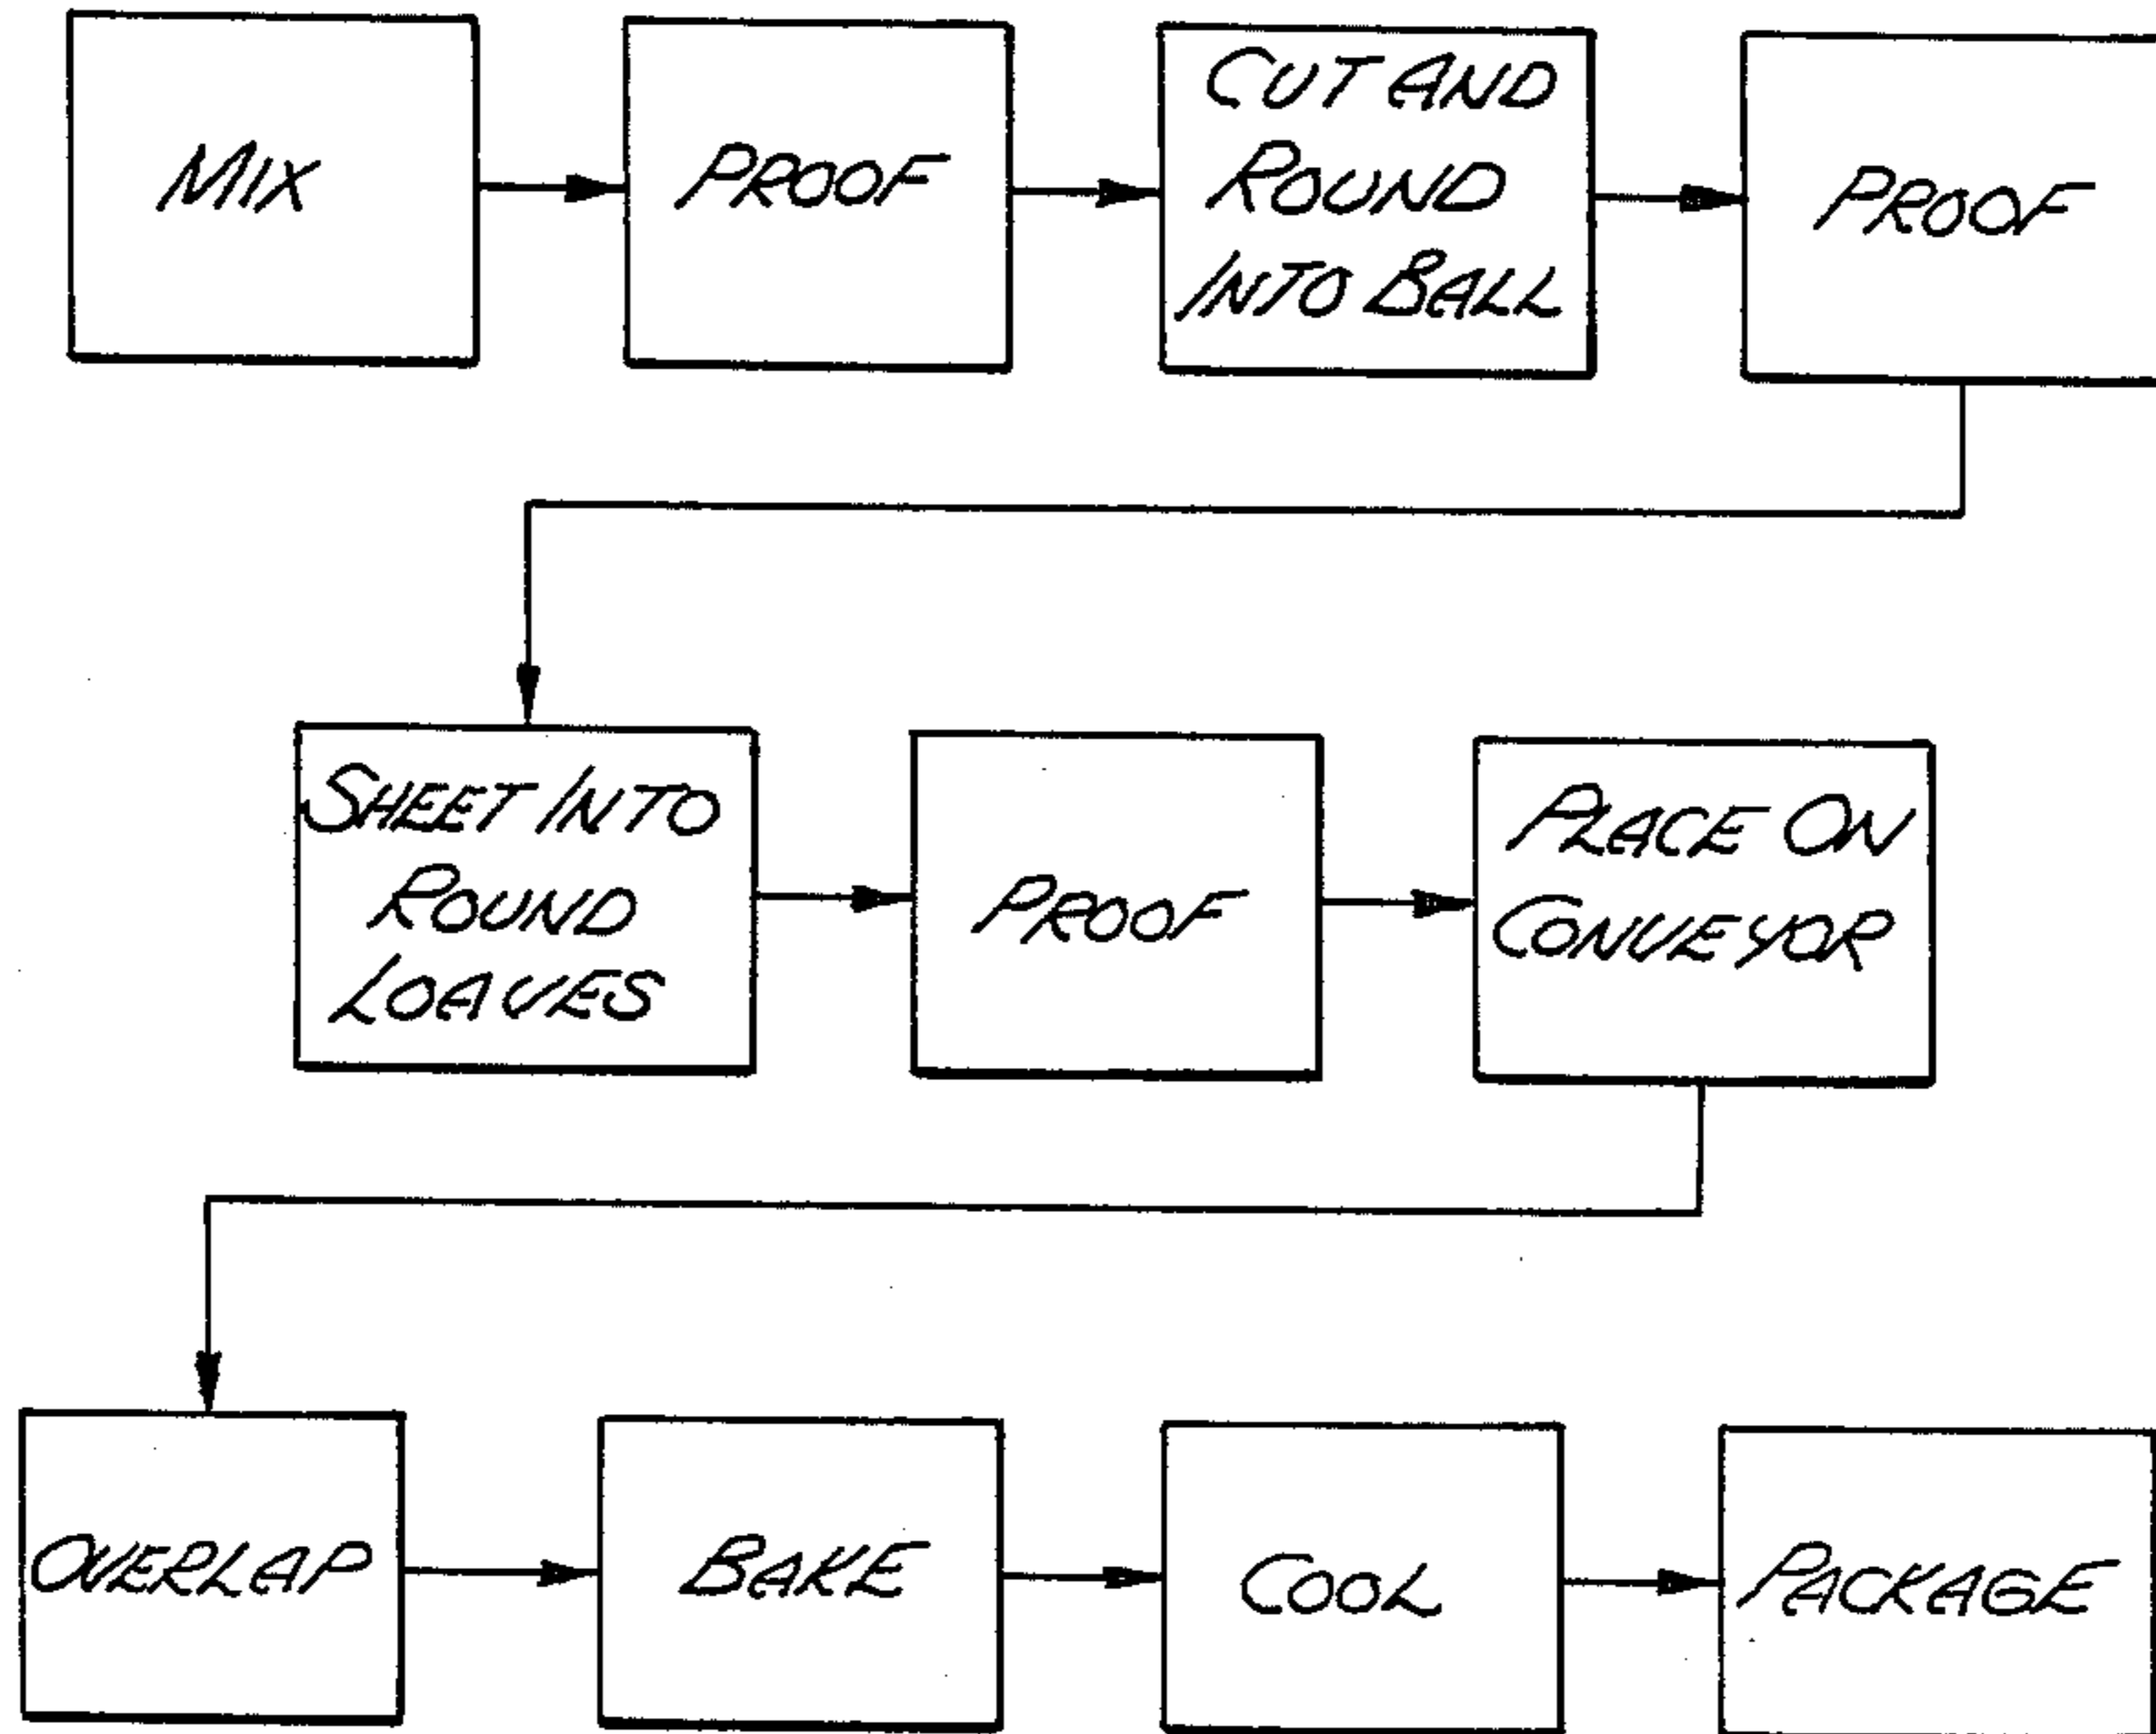 MIX
PROOF
CUT AND
ROUND
INTO BALL
PROOF
SHEET INTO
ROUND
LOAVES
PROOF
PLACE ON
CONVEYOR
OVERLAP
BAKE
COOL
PACKAGE